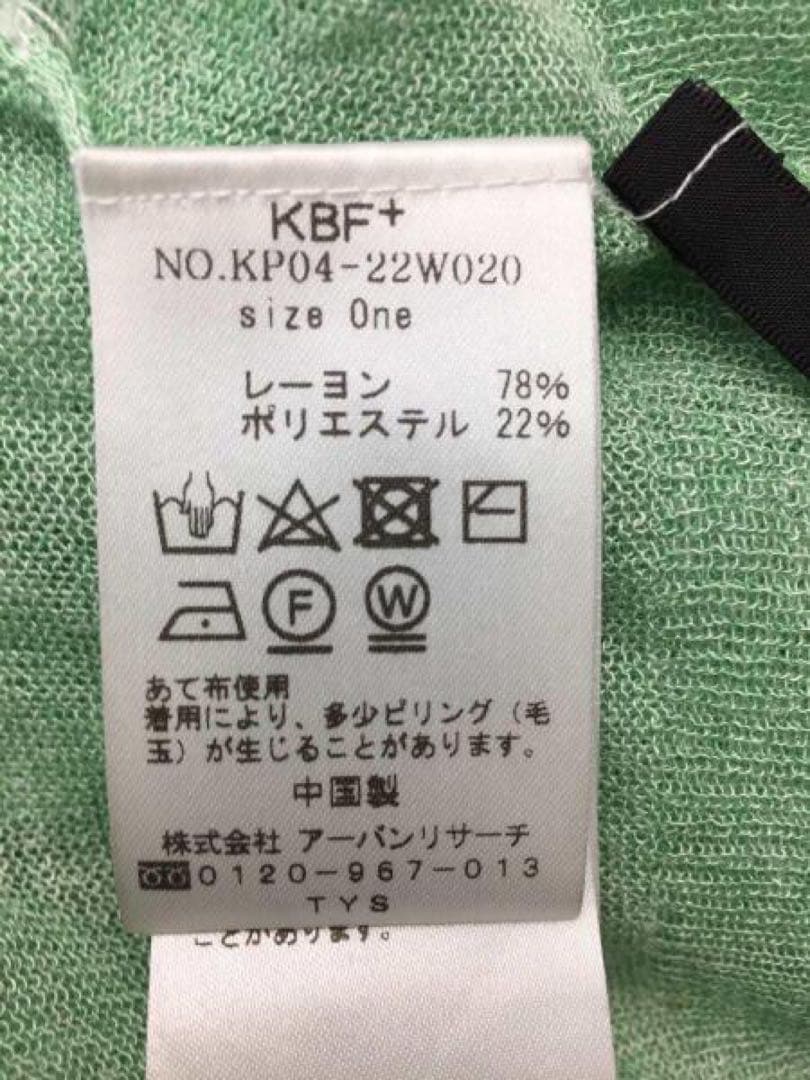 KBF+
NO.KP04-22W020
size One
レーヨン 78%
ポリエステル 22%
F W
あて布使用
着用により、多少ピリング（毛
玉）が生じることがあります。
中国製
株式会社 アーバンリサーチ
0120-967-013
TYS
ことがあります。